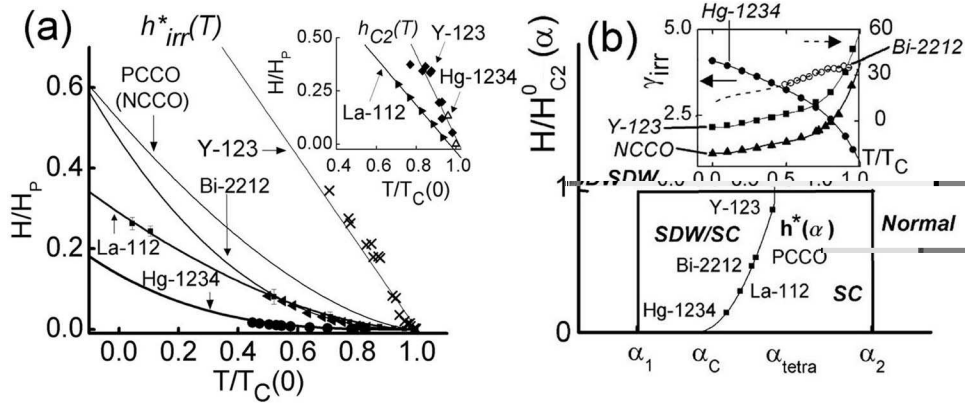 (a)
h*irr(T)
PCCO
(NCCO)
Y-123
Bi-2212
La-112
Hg-1234
H/HP
0.6
0.4
0.2
0.0
0.0 0.2 0.4 0.6 0.8 1.0
T/TC(0)
hC2(T)
Y-123
Hg-1234
La-112
H/HP
0.50
0.25
0.00
0.4 0.6 0.8 1.0
T/TC(0)
(b)
Hg-1234
Bi-2212
γirr
5.0
2.5
60
30
0
Y-123
NCCO
T/TC
0.0 0.5 1.0
SDW
H/H0C2(α)
1
0
Y-123
SDW/SC
h*(α)
Normal
Bi-2212
PCCO
La-112
SC
Hg-1234
α1 αC αtetra α2